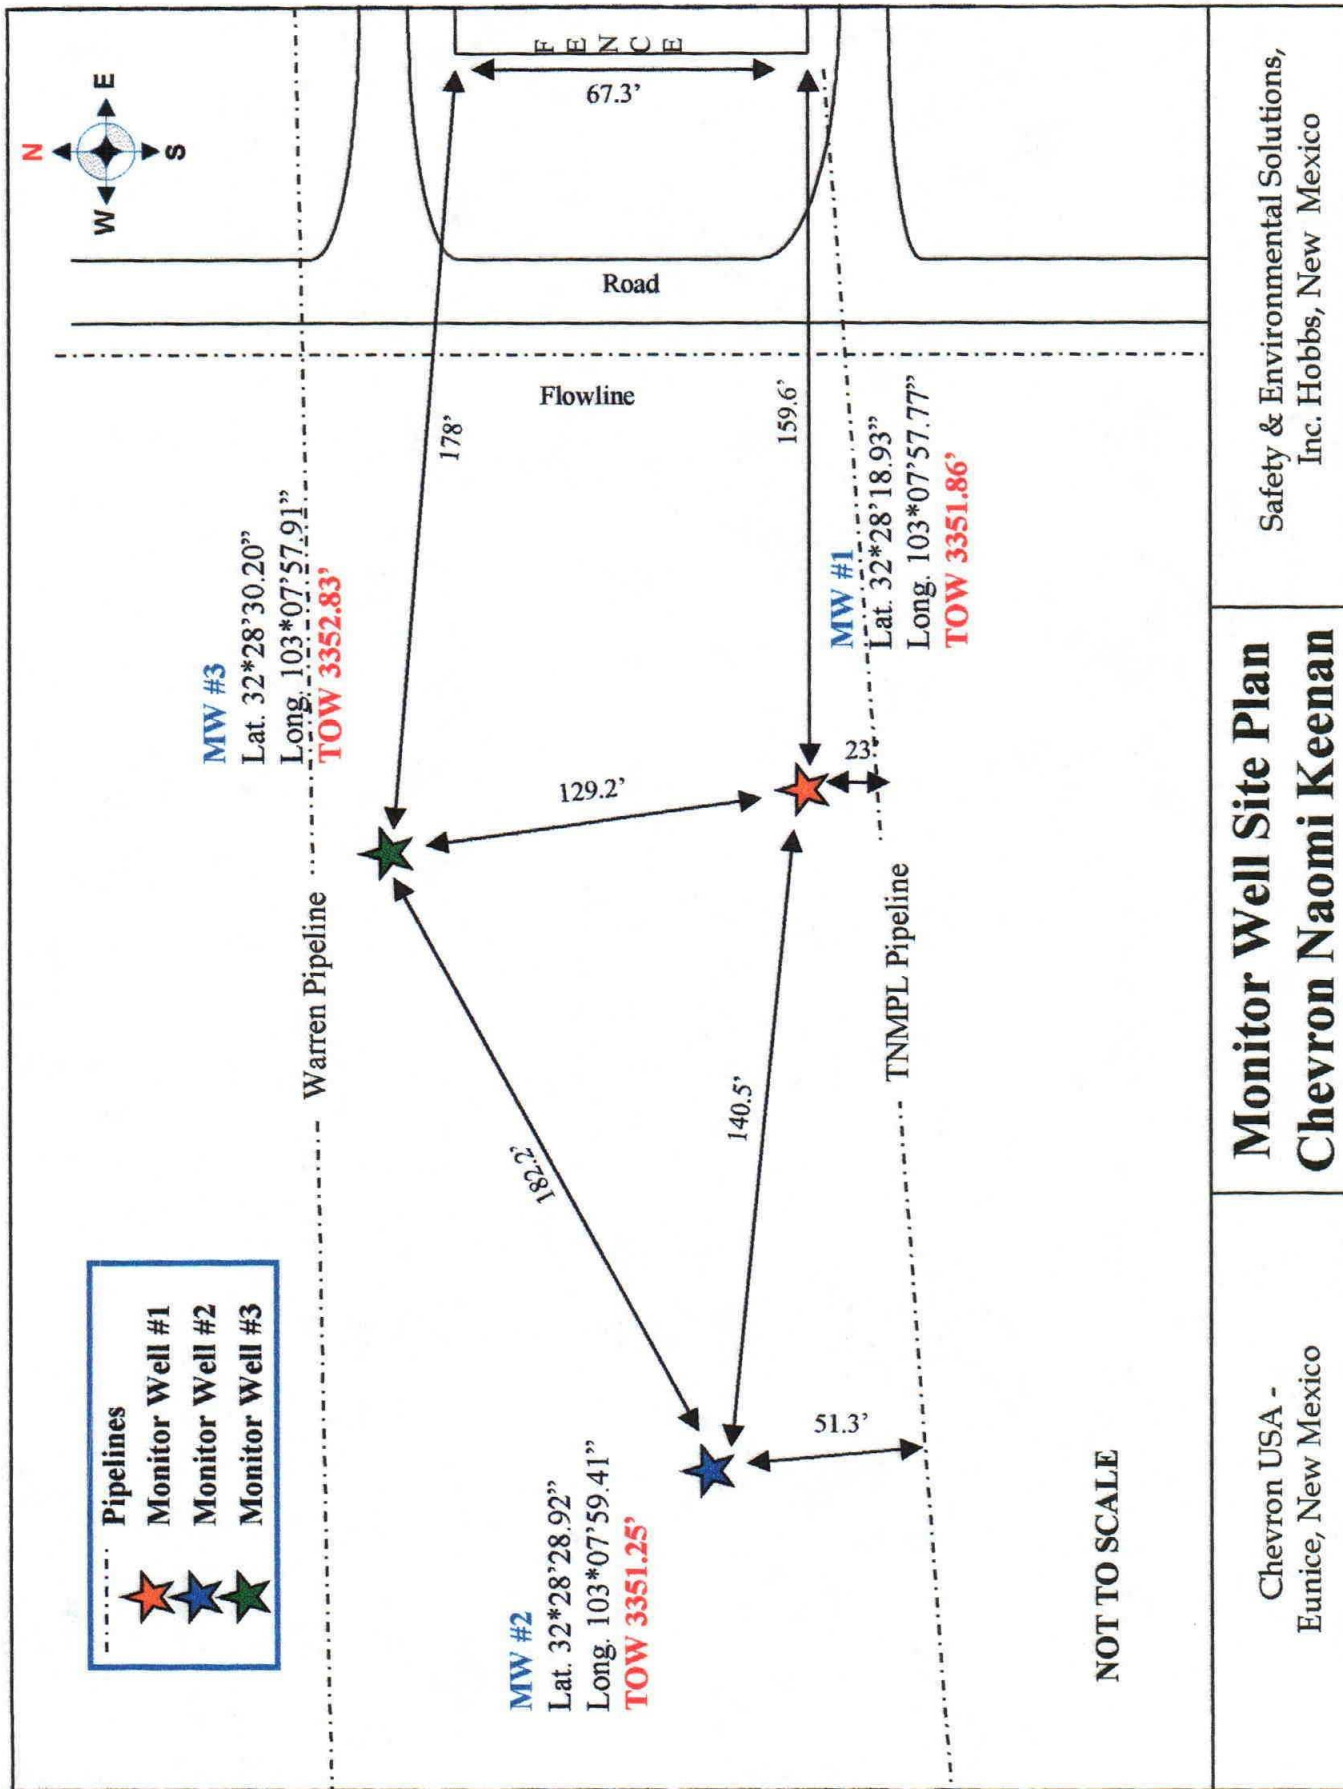 N
W
E
S
Pipelines
Monitor Well #1
Monitor Well #2
Monitor Well #3
MW #3
Lat. 32*28'30.20”
Long. 103*07'57.91”
TOW 3352.83'
FENCE
67.3’
178’
Road
Flowline
Warren Pipeline
129.2’
159.6’
182.2’
140.5’
23’
MW #1
Lat. 32*28'18.93”
Long. 103*07'57.77”
TOW 3351.86’
MW #2
Lat. 32*28'28.92”
Long. 103*07'59.41”
TOW 3351.25’
51.3’
TNMPL Pipeline
NOT TO SCALE
Chevron USA -
Eunice, New Mexico
Monitor Well Site Plan
Chevron Naomi Keenan
Safety & Environmental Solutions,
Inc. Hobbs, New Mexico